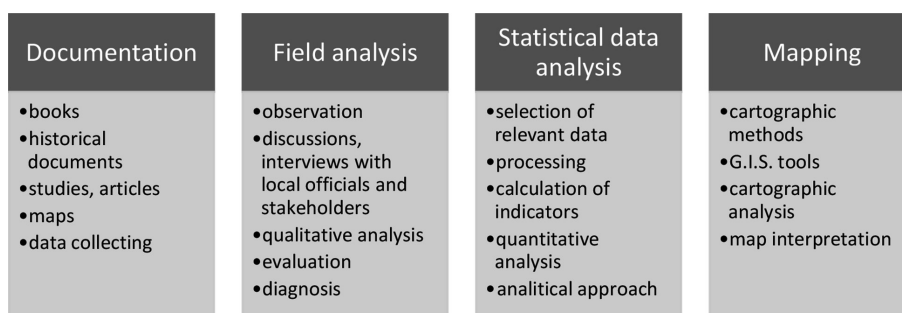 Documentation
•books
•historical
documents
•studies, articles
•maps
•data collecting
Field analysis
•observation
•discussions,
interviews with
local officials and
stakeholders
•qualitative analysis
•evaluation
•diagnosis
Statistical data
analysis
•selection of
relevant data
•processing
•calculation of
indicators
•quantitative
analysis
•analitical approach
Mapping
•cartographic
methods
•G.I.S. tools
•cartographic
analysis
•map interpretation